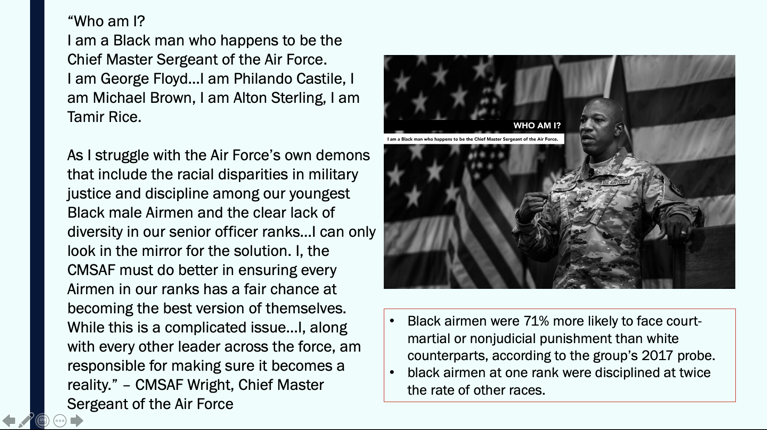 “Who am I?
I am a Black man who happens to be the
Chief Master Sergeant of the Air Force.
I am George Floyd...I am Philando Castile, I
am Michael Brown, I am Alton Sterling, I am
Tamir Rice.
As I struggle with the Air Force’s own demons
that include the racial disparities in military
justice and discipline among our youngest
Black male Airmen and the clear lack of
diversity in our senior officer ranks...I can only
look in the mirror for the solution. I, the
CMSAF must do better in ensuring every
Airmen in our ranks has a fair chance at
becoming the best version of themselves.
While this is a complicated issue...I, along
with every other leader across the force, am
responsible for making sure it becomes a
reality.” – CMSAF Wright, Chief Master
Sergeant of the Air Force
WHO AM I?
I am a Black man who happens to be the Chief Master Sergeant of the Air Force.
• Black airmen were 71% more likely to face court-
martial or nonjudicial punishment than white
counterparts, according to the group’s 2017 probe.
• black airmen at one rank were disciplined at twice
the rate of other races.